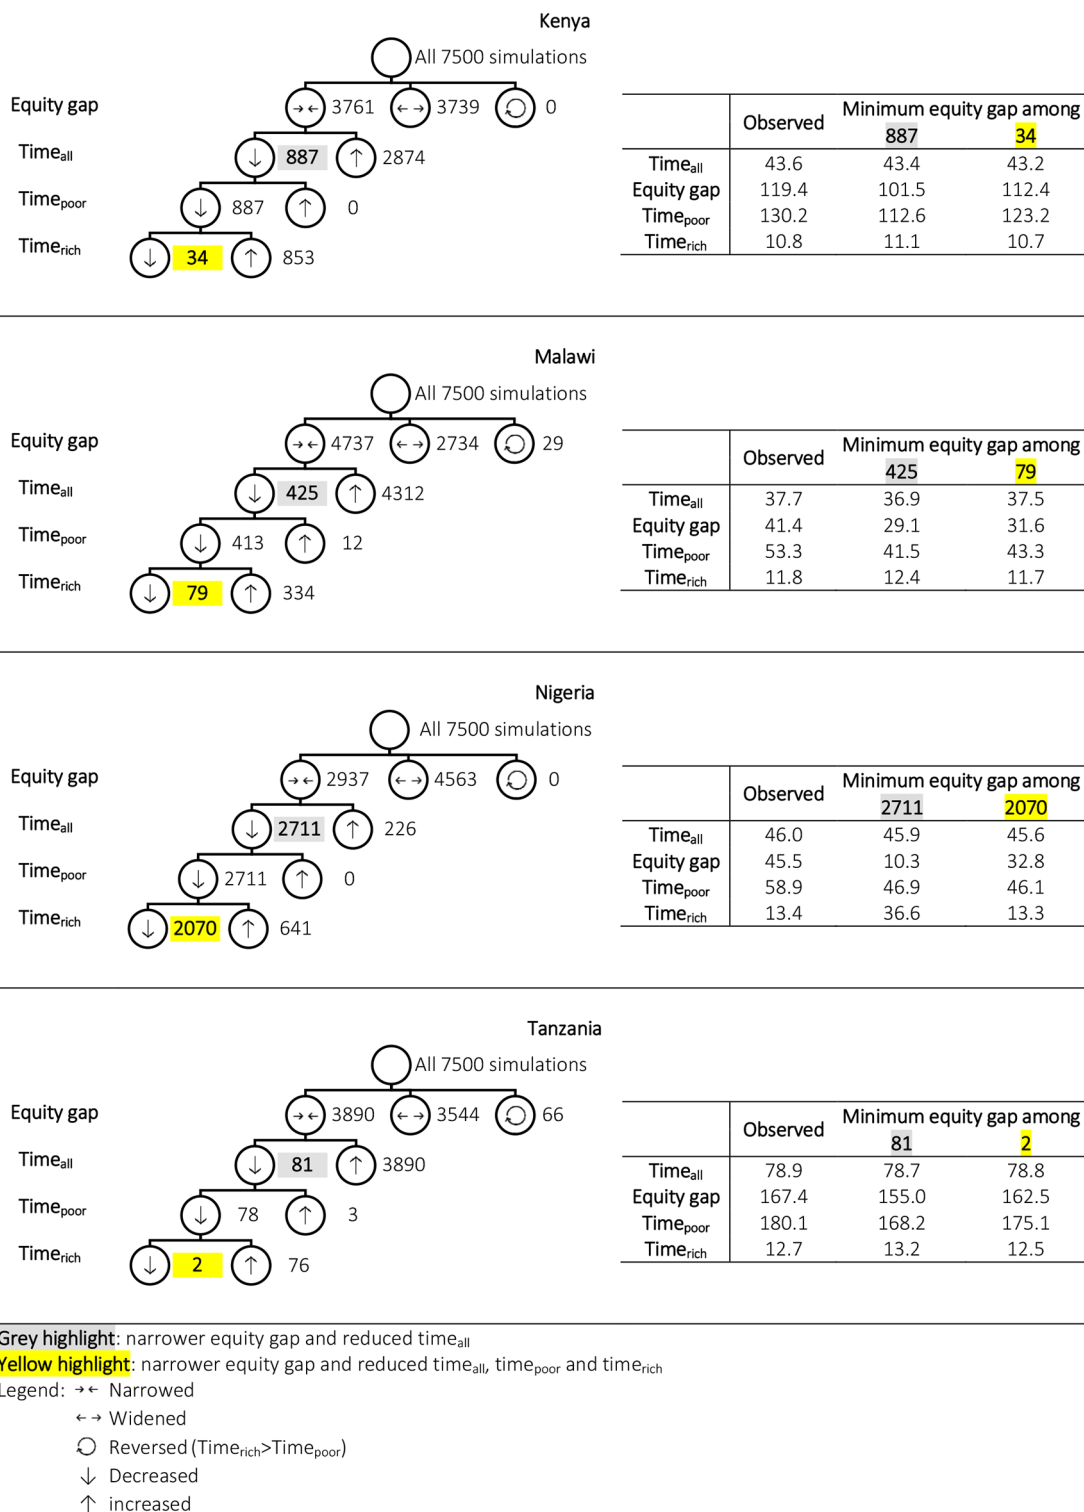 Kenya
All 7500 simulations
Equity gap →← 3761 ←→ 3739 0
Timeall ↓ 887 ↑ 2874
Timepoor ↓ 887 ↑ 0
Timerich ↓ 34 ↑ 853
Observed Minimum equity gap among
887 34
Timeall 43.6 43.4 43.2
Equity gap 119.4 101.5 112.4
Timepoor 130.2 112.6 123.2
Timerich 10.8 11.1 10.7
Malawi
All 7500 simulations
Equity gap →← 4737 ←→ 2734 29
Timeall ↓ 425 ↑ 4312
Timepoor ↓ 413 ↑ 12
Timerich ↓ 79 ↑ 334
Observed Minimum equity gap among
425 79
Timeall 37.7 36.9 37.5
Equity gap 41.4 29.1 31.6
Timepoor 53.3 41.5 43.3
Timerich 11.8 12.4 11.7
Nigeria
All 7500 simulations
Equity gap →← 2937 ←→ 4563 0
Timeall ↓ 2711 ↑ 226
Timepoor ↓ 2711 ↑ 0
Timerich ↓ 2070 ↑ 641
Observed Minimum equity gap among
2711 2070
Timeall 46.0 45.9 45.6
Equity gap 45.5 10.3 32.8
Timepoor 58.9 46.9 46.1
Timerich 13.4 36.6 13.3
Tanzania
All 7500 simulations
Equity gap →← 3890 ←→ 3544 66
Timeall ↓ 81 ↑ 3890
Timepoor ↓ 78 ↑ 3
Timerich ↓ 2 ↑ 76
Observed Minimum equity gap among
81 2
Timeall 78.9 78.7 78.8
Equity gap 167.4 155.0 162.5
Timepoor 180.1 168.2 175.1
Timerich 12.7 13.2 12.5
Grey highlight: narrower equity gap and reduced timeall
Yellow highlight: narrower equity gap and reduced timeall, timepoor and timerich
Legend: →← Narrowed
←→ Widened
Reversed (Timerich>Timepoor)
↓ Decreased
↑ increased